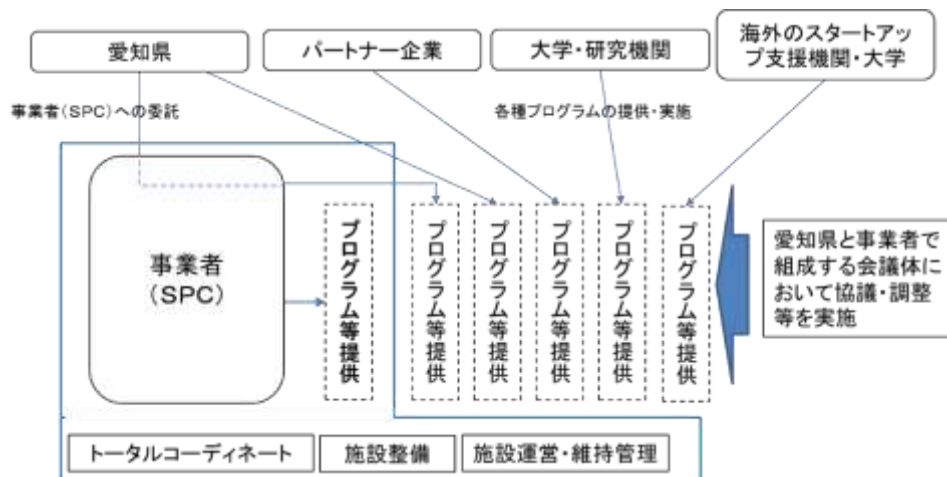 愛知県
パートナー企業
大学・研究機関
海外のスタートアッ
プ支援機関・大学
事業者(SPC)への委託
各種プログラムの提供・実施
事業者
(SPC)
プログラム等提供
プログラム等提供
プログラム等提供
プログラム等提供
プログラム等提供
プログラム等提供
愛知県と事業者で
組成する会議体に
おいて協議・調整
等を実施
トータルコーディネート
施設整備
施設運営・維持管理